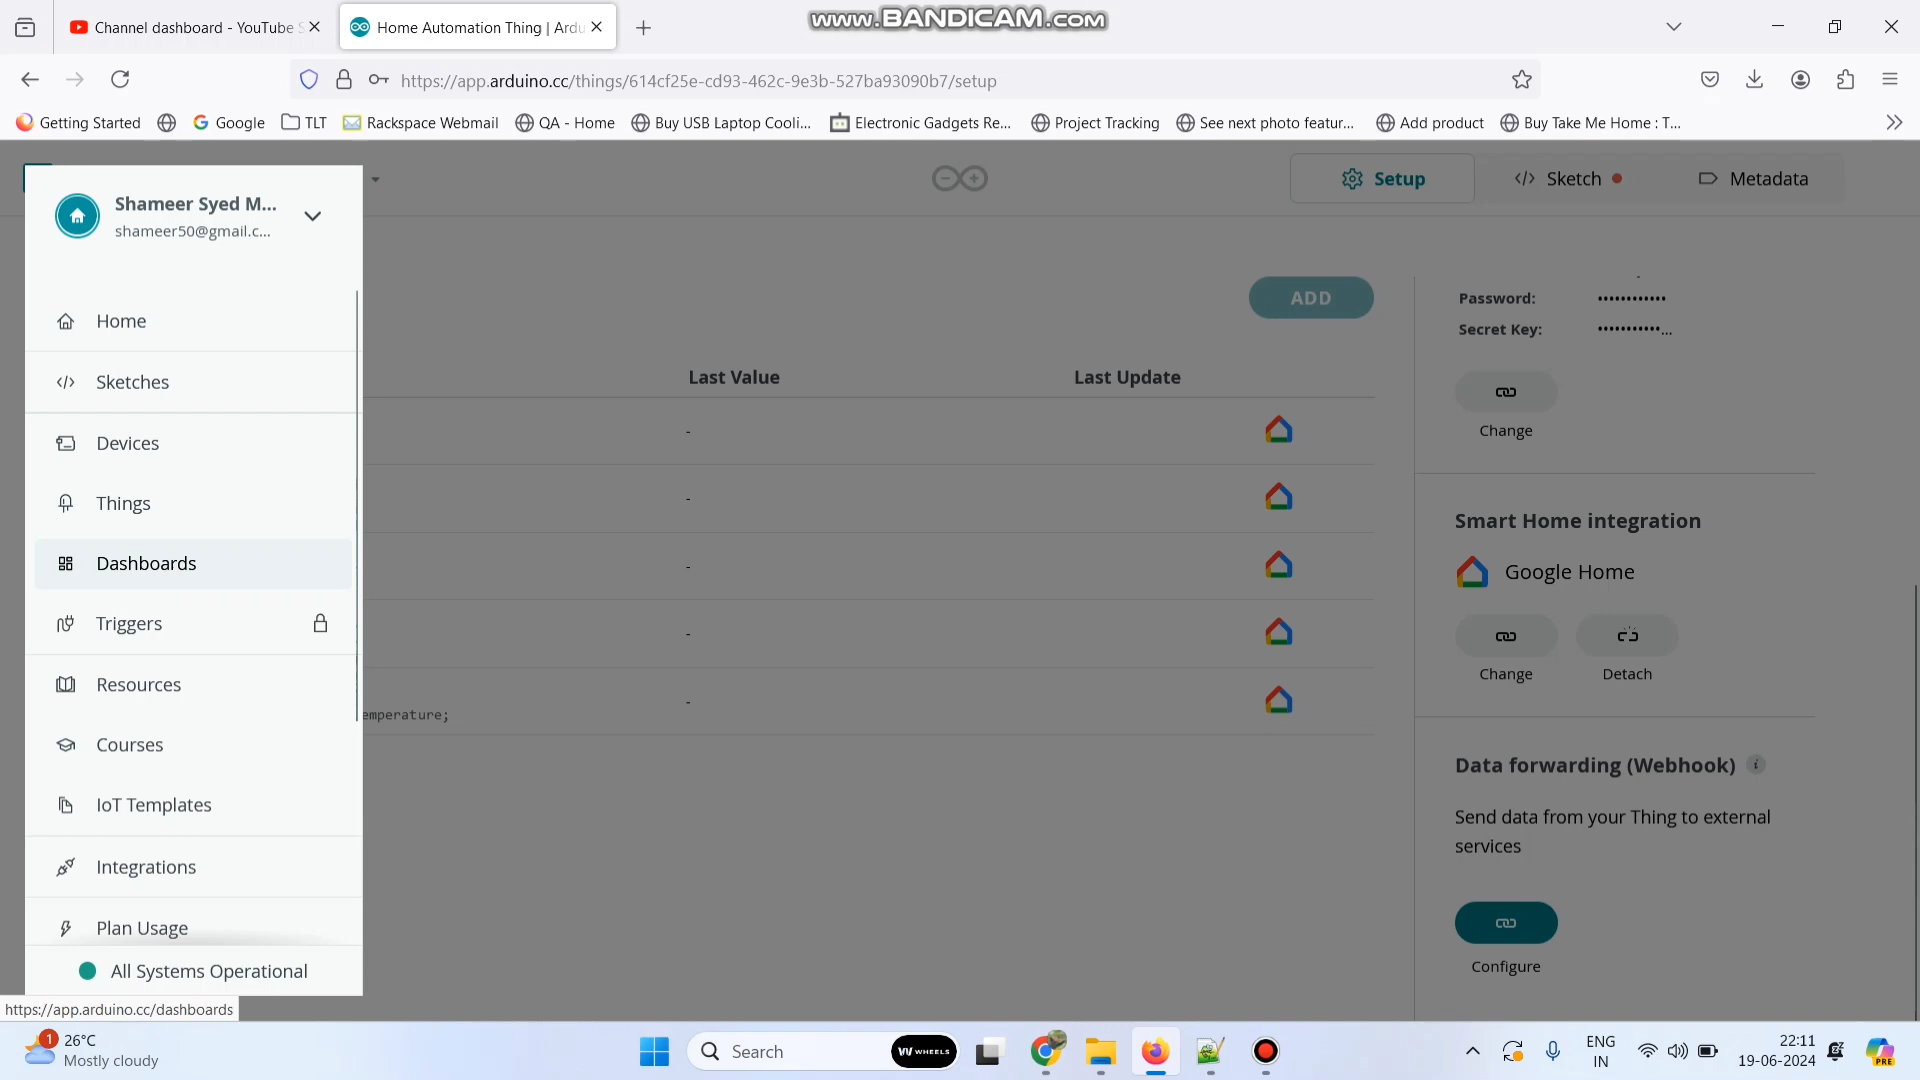 Channel dashboard - YouTube S
Home Automation Thing | Ardu
www.BANDICAM.com
https://app.arduino.cc/things/614cf25e-cd93-462c-9e3b-527ba93090b7/setup
Getting Started
Google
TLT
Rackspace Webmail
QA - Home
Buy USB Laptop Cooli...
Electronic Gadgets Re...
Project Tracking
See next photo featur...
Add product
Buy Take Me Home : T...
Shameer Syed M...
shameer50@gmail.c...
Setup
Sketch
Metadata
Home
Sketches
Devices
Things
Dashboards
Triggers
Resources
Courses
IoT Templates
Integrations
Plan Usage
All Systems Operational
https://app.arduino.cc/dashboards
ADD
Last Value
Last Update
-
-
-
-
-
emperature;
Password: ••••••••••••
Secret Key: •••••••••••...
Change
Smart Home integration
Google Home
Change
Detach
Data forwarding (Webhook) i
Send data from your Thing to external
services
Configure
1
26°C
Mostly cloudy
Search
WHEELS
ENG
IN
22:11
19-06-2024
PRE